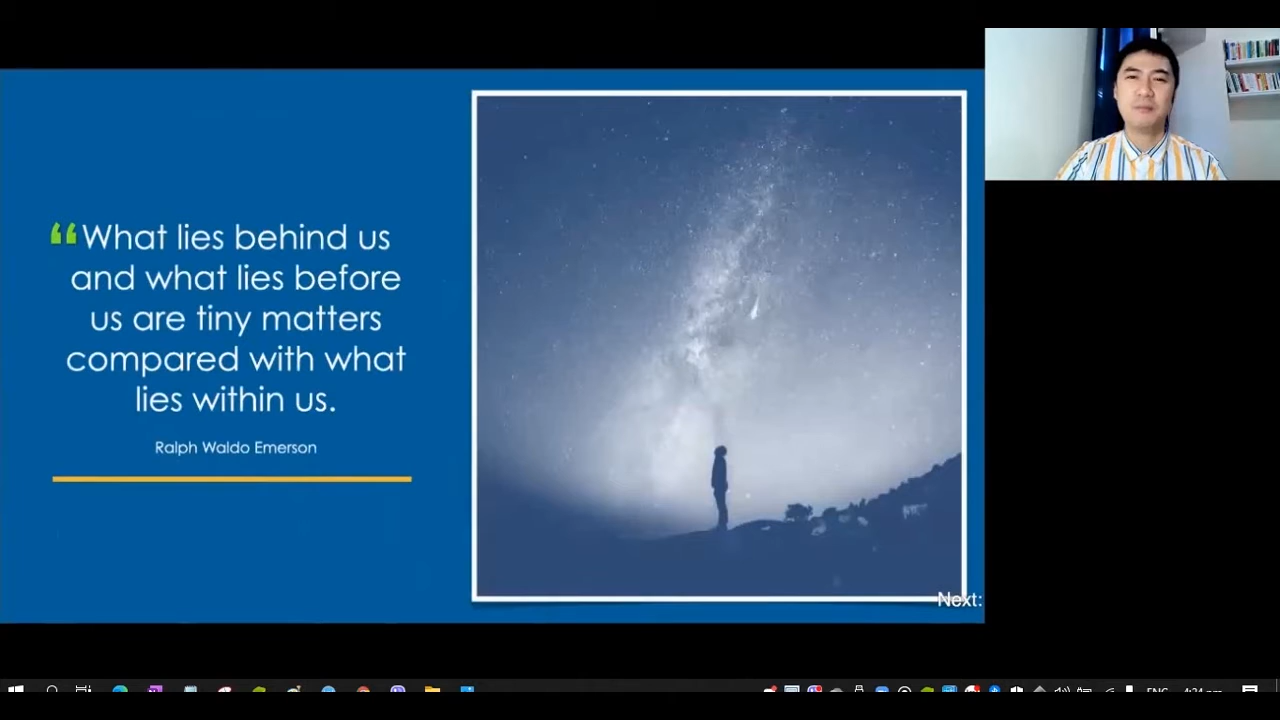 “What lies behind us
and what lies before
us are tiny matters
compared with what
lies within us.
Ralph Waldo Emerson
Next:
ENG